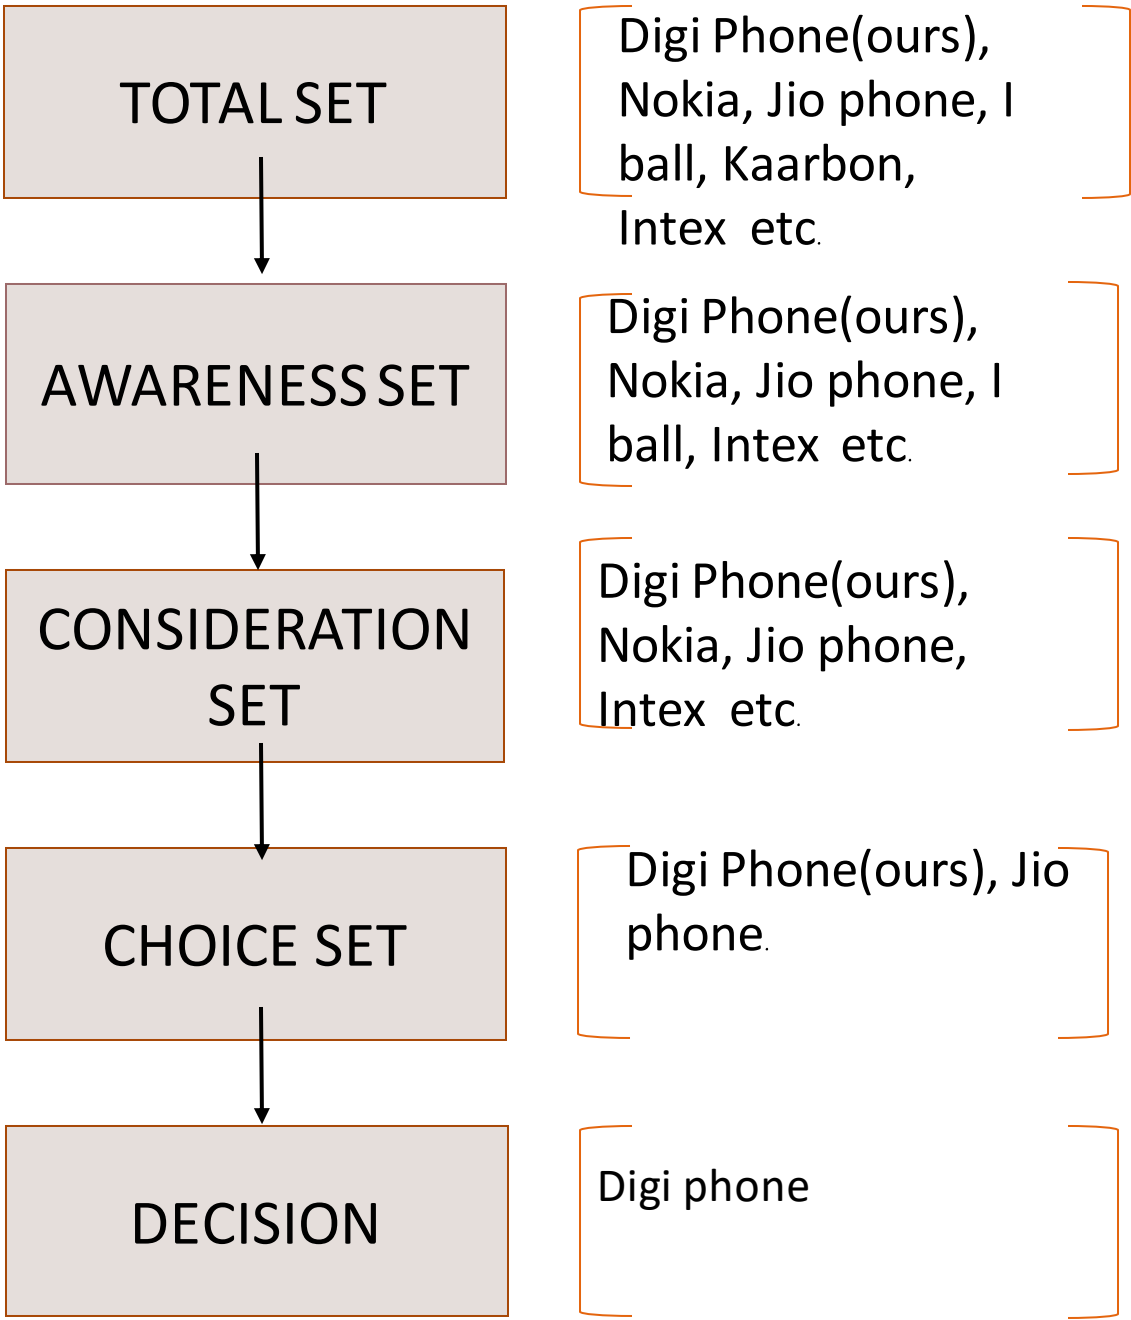 TOTAL SET
Digi Phone(ours),
Nokia, Jio phone, I
ball, Kaarbon,
Intex etc.
AWARENESS SET
Digi Phone(ours),
Nokia, Jio phone, I
ball, Intex etc.
CONSIDERATION
SET
Digi Phone(ours),
Nokia, Jio phone,
Intex etc.
CHOICE SET
Digi Phone(ours), Jio
phone.
DECISION
Digi phone